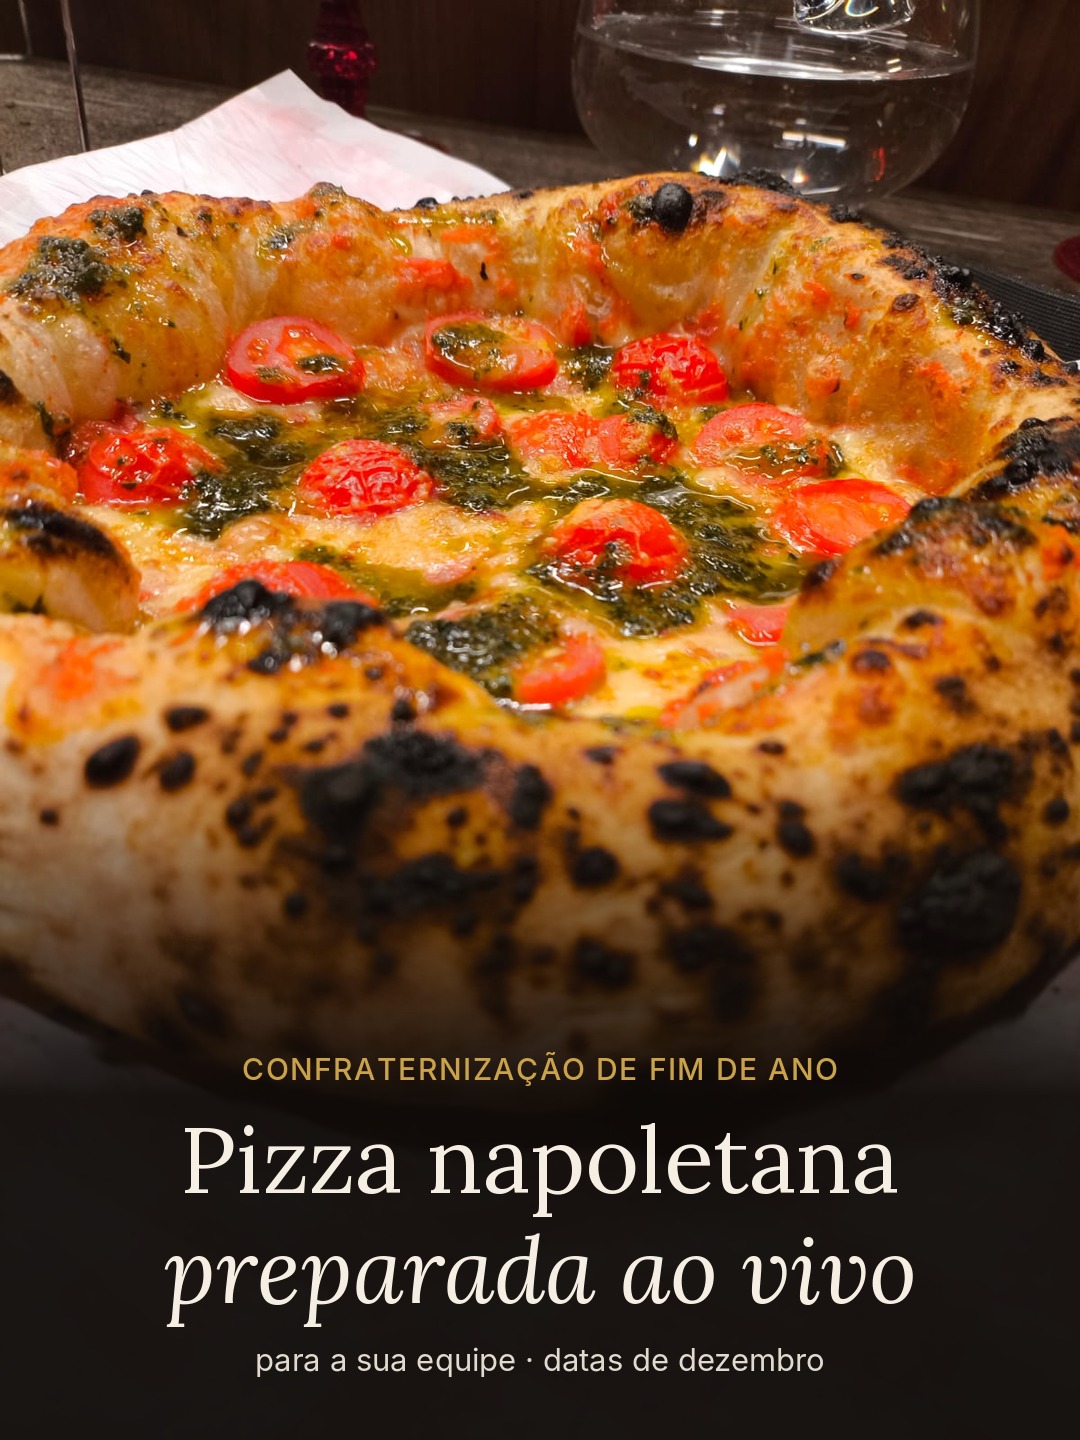 CONFRATERNIZAÇÃO DE FIM DE ANO
Pizza napoletana
preparada ao vivo
para a sua equipe · datas de dezembro